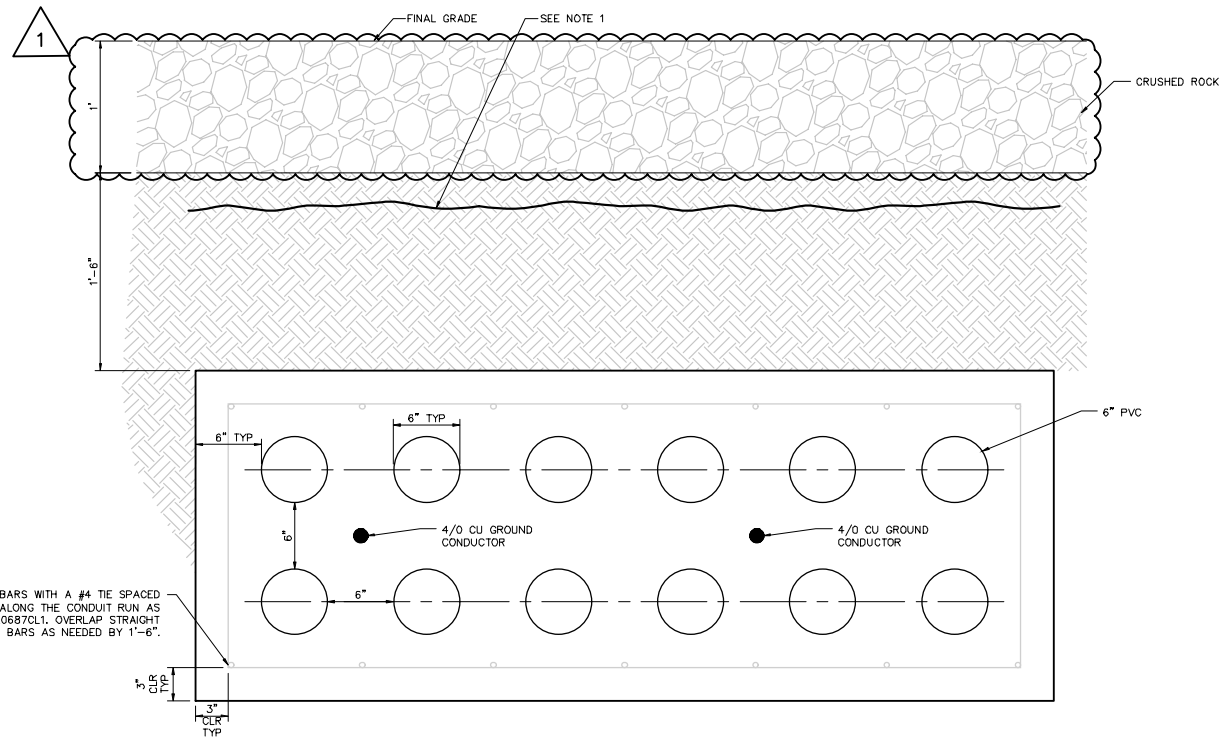 1
FINAL GRADE
SEE NOTE 1
CRUSHED ROCK
1'
1'-6"
6" TYP
6" TYP
6" PVC
6"
4/0 CU GROUND
CONDUCTOR
4/0 CU GROUND
CONDUCTOR
6"
BARS WITH A #4 TIE SPACED
ALONG THE CONDUIT RUN AS
0687CL1. OVERLAP STRAIGHT
BARS AS NEEDED BY 1'-6".
3"
CLR
TYP
3"
CLR
TYP